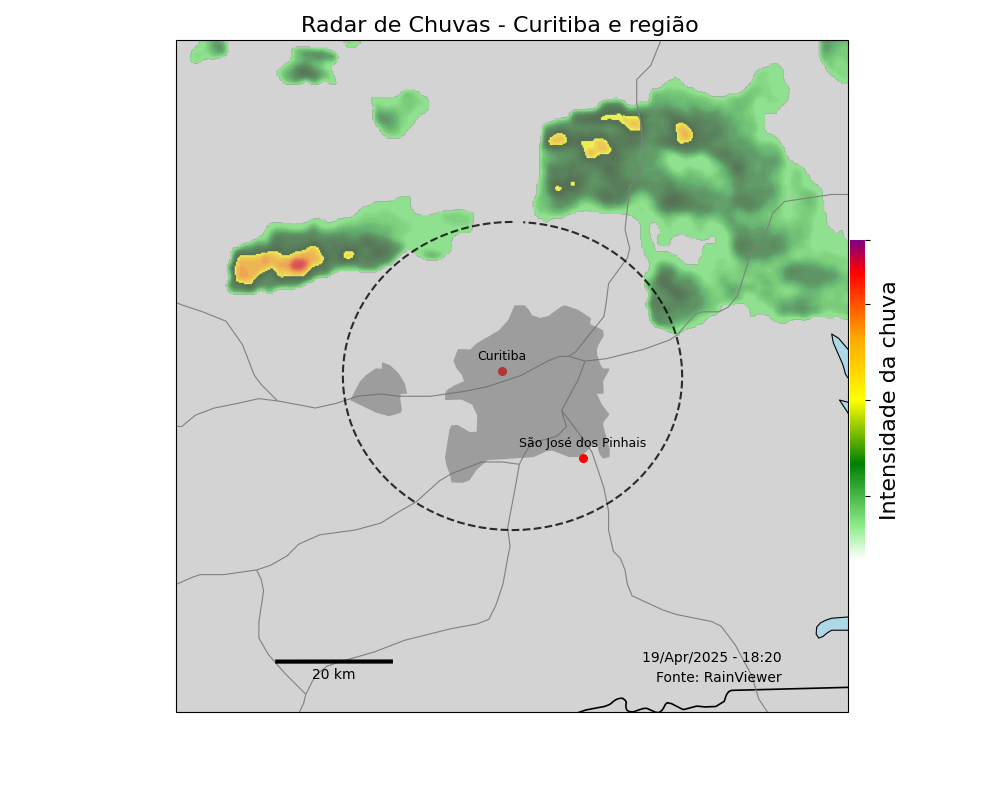 Radar de Chuvas - Curitiba e região
Curitiba
São José dos Pinhais
Intensidade da chuva
20 km
19/Apr/2025 - 18:20
Fonte: RainViewer